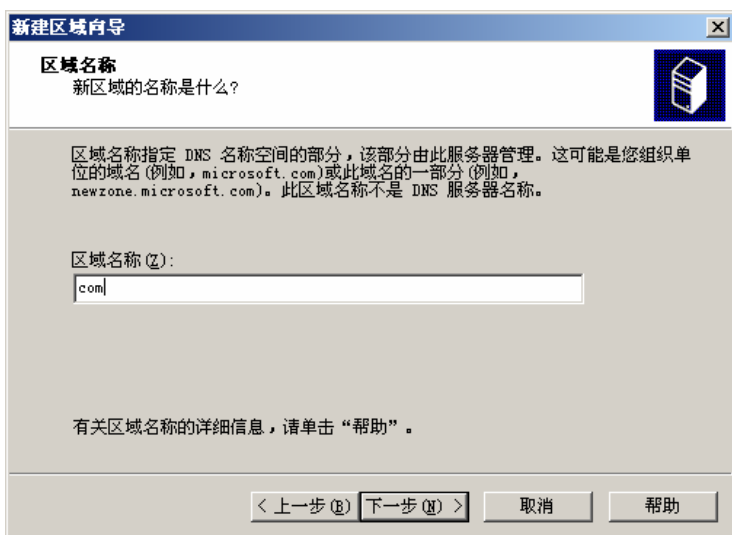 新建区域向导
区域名称
新区域的名称是什么?
区域名称指定 DNS 名称空间的部分，该部分由此服务器管理。这可能是您组织单
位的域名(例如，microsoft.com)或此域名的一部分(例如，
newzone.microsoft.com)。此区域名称不是 DNS 服务器名称。
区域名称(Z):
com
有关区域名称的详细信息，请单击“帮助”。
< 上一步(B) 下一步(N) > 取消 帮助